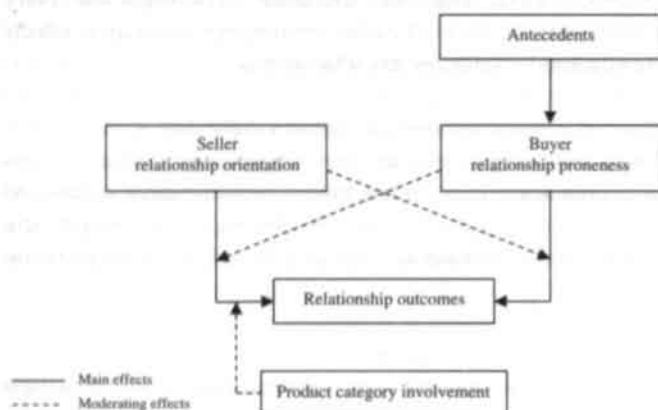 Antecedents
Seller
relationship orientation
Buyer
relationship proneness
Relationship outcomes
Main effects
Product category involvement
Moderating effects